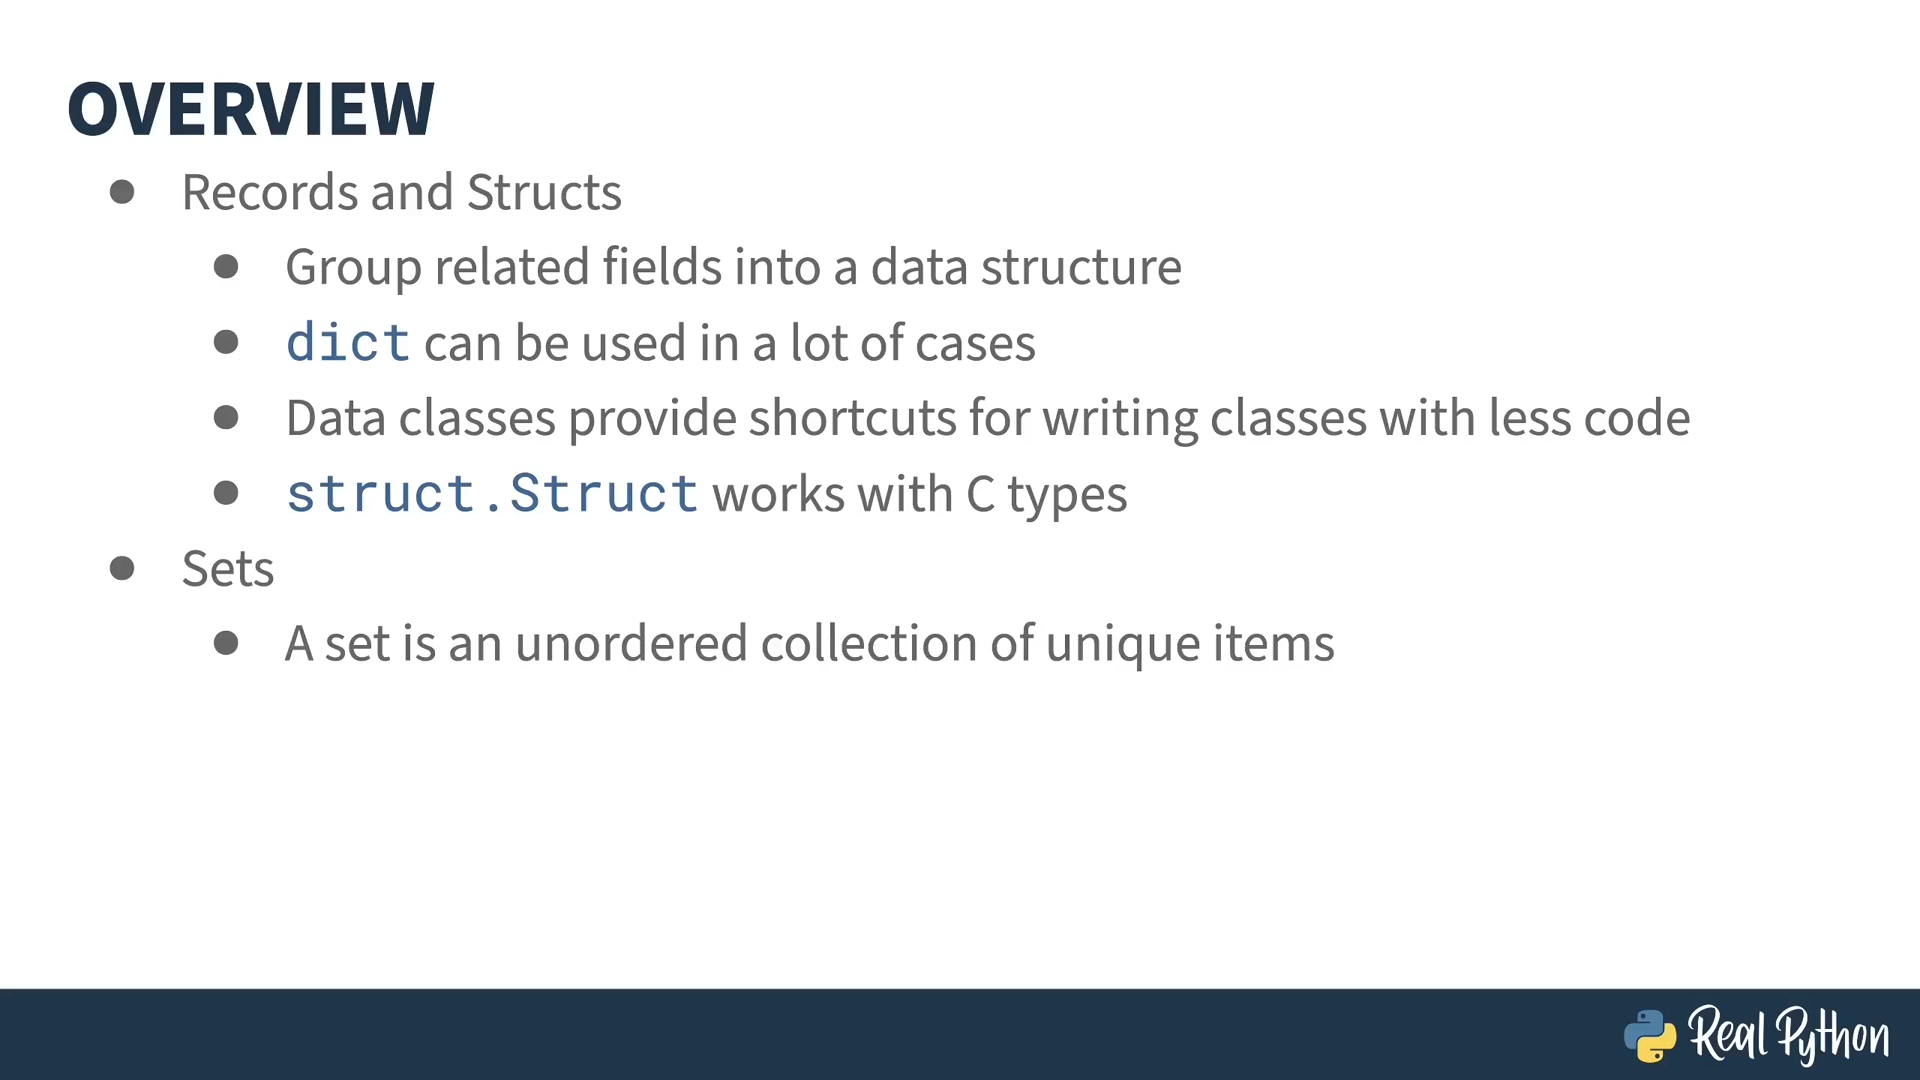 OVERVIEW
● Records and Structs
● Group related fields into a data structure
● dict can be used in a lot of cases
● Data classes provide shortcuts for writing classes with less code
● struct.Struct works with C types
● Sets
● A set is an unordered collection of unique items
Real Python